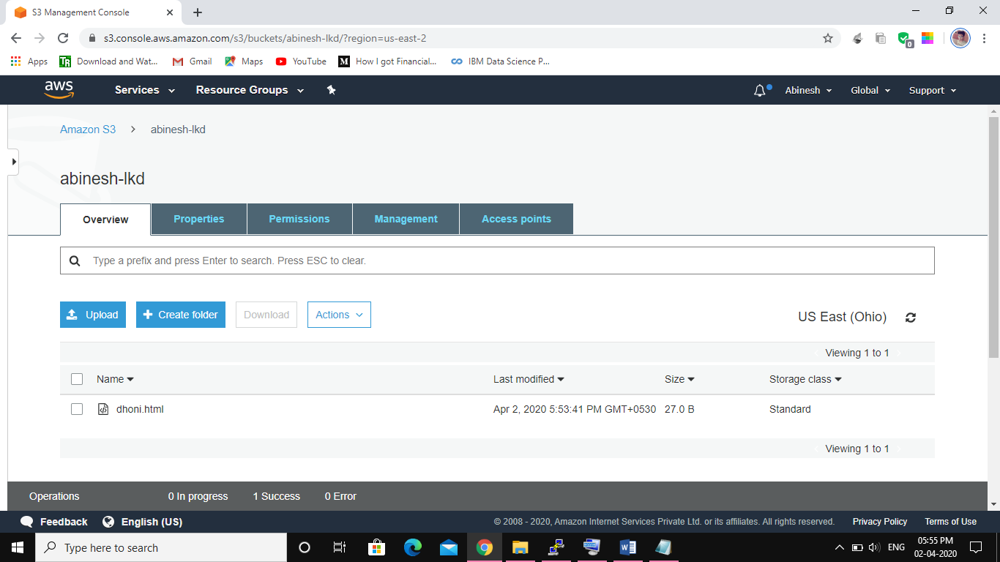 S3 Management Console
s3.console.aws.amazon.com/s3/buckets/abinesh-lkd/?region=us-east-2
0
Apps TR Download and Wat... Gmail Maps YouTube M How I got Financial... IBM Data Science P...
aws Services Resource Groups Abinesh Global Support
Amazon S3 > abinesh-lkd
abinesh-lkd
Overview Properties Permissions Management Access points
Type a prefix and press Enter to search. Press ESC to clear.
Upload Create folder Download Actions US East (Ohio)
Viewing 1 to 1
Name Last modified Size Storage class
dhoni.html Apr 2, 2020 5:53:41 PM GMT+0530 27.0 B Standard
Viewing 1 to 1
Operations 0 In progress 1 Success 0 Error
Feedback English (US) © 2008 - 2020, Amazon Internet Services Private Ltd. or its affiliates. All rights reserved. Privacy Policy Terms of Use
Type here to search ENG 05:55 PM
02-04-2020